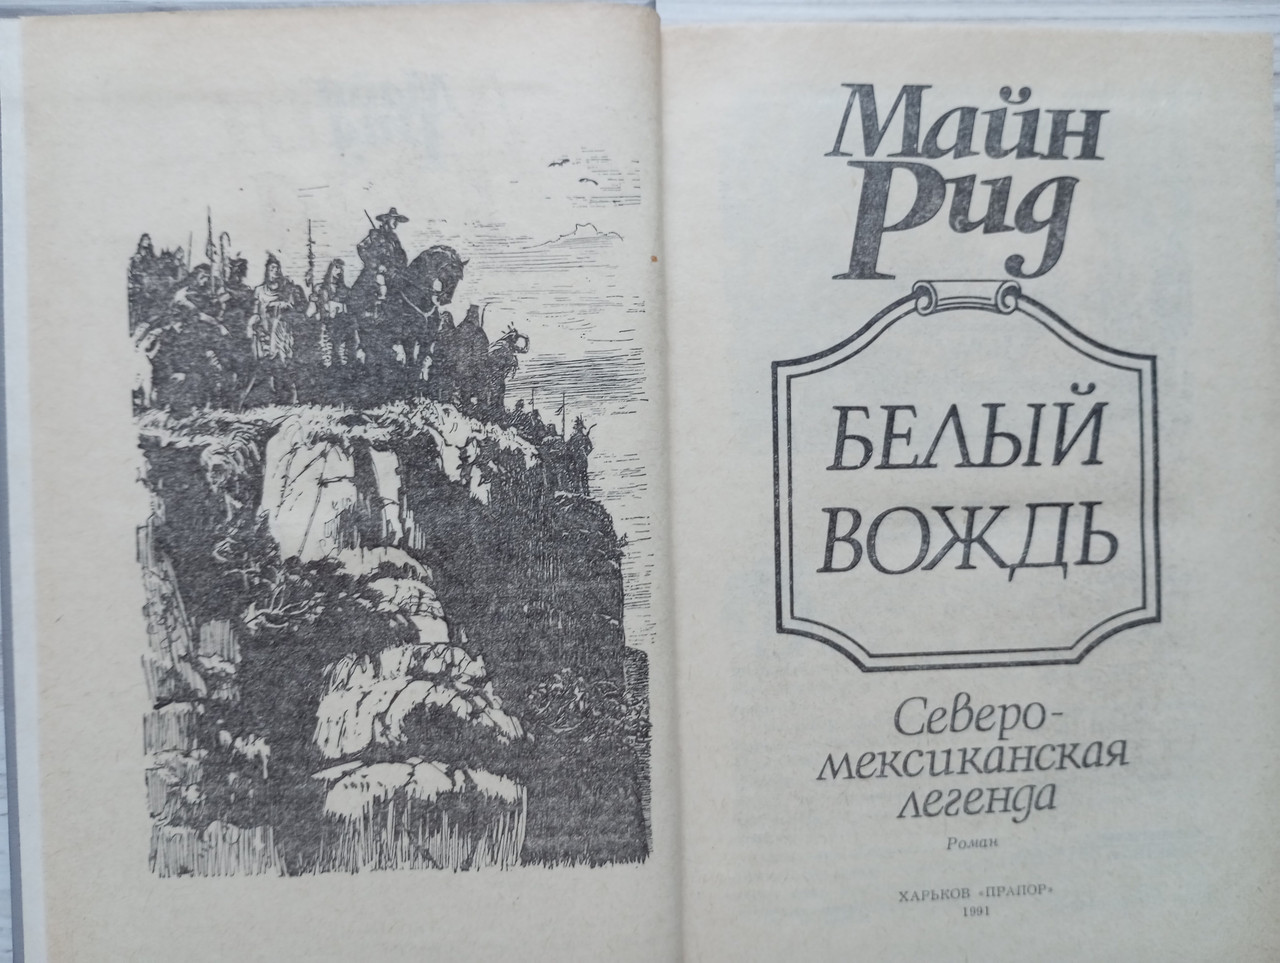 Майн
Рид
БЕЛЫЙ
ВОЖДЬ
Северо-
мексиканская
легенда
Роман
ХАРЬКОВ «ПРАПОР»
1991